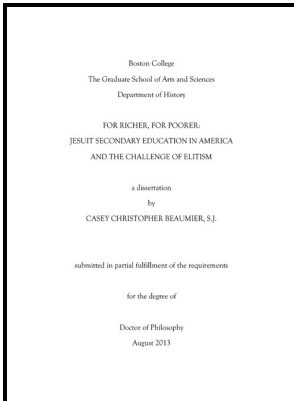 Boston College
The Graduate School of Arts and Sciences
Department of History
FOR RICHER, FOR POORER:
JESUIT SECONDARY EDUCATION IN AMERICA
AND THE CHALLENGE OF ELITISM
a dissertation
by
CASEY CHRISTOPHER BEAUMIER, S.J.
submitted in partial fulfillment of the requirements
for the degree of
Doctor of Philosophy
August 2013